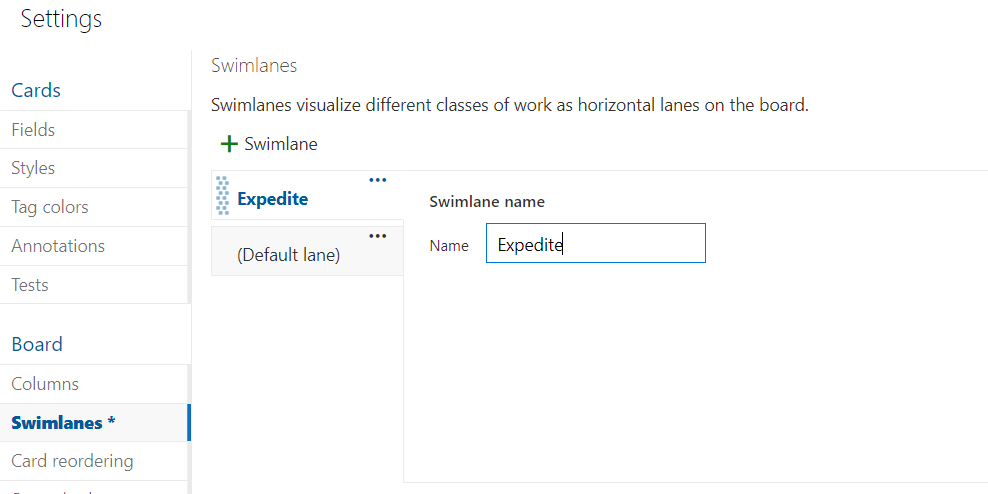 Settings
Cards
Fields
Styles
Tag colors
Annotations
Tests
Board
Columns
Swimlanes *
Card reordering
Swimlanes
Swimlanes visualize different classes of work as horizontal lanes on the board.
+ Swimlane
Expedite
(Default lane)
Swimlane name
Name Expedite